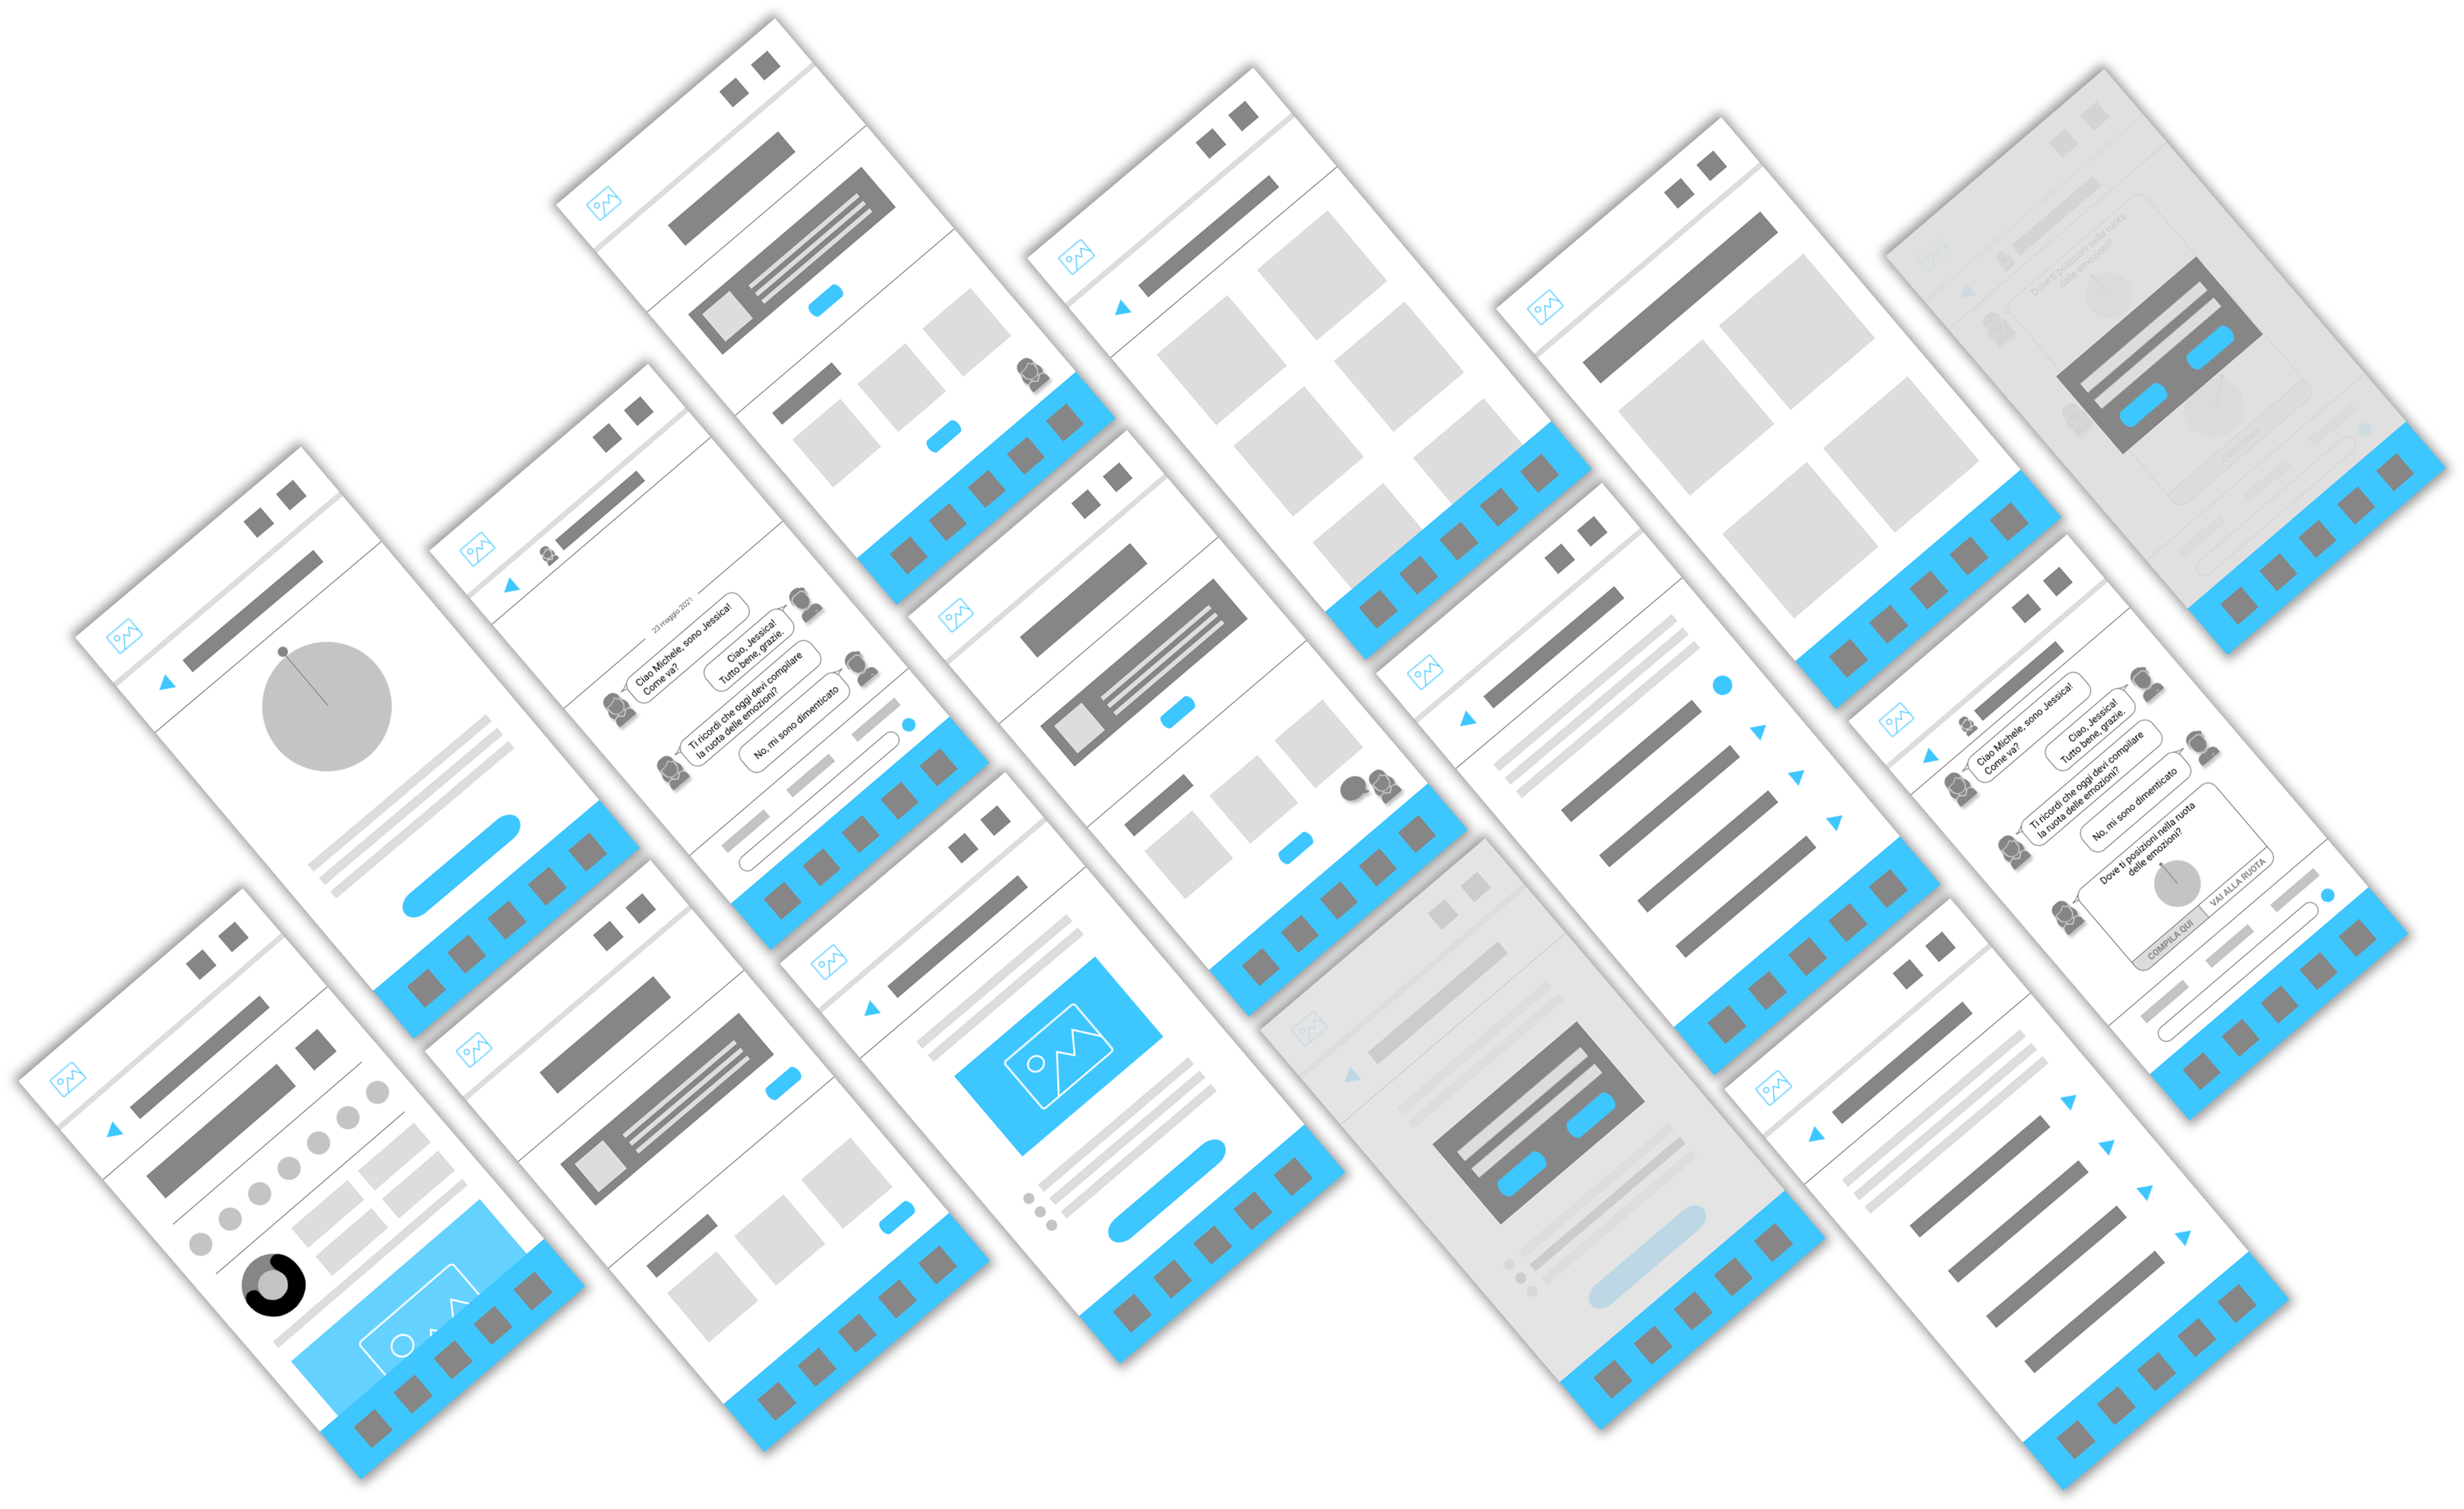 23 maggio 2021
Ciao Michele, sono Jessica!
Come va?
Ciao, Jessica!
Tutto bene, grazie.
Ti ricordi che oggi devi compilare
la ruota delle emozioni?
No, mi sono dimenticato
Dove ti posizioni nella ruota
delle emozioni?
CONFERMA
Ciao Michele, sono Jessica!
Come va?
Ciao, Jessica!
Tutto bene, grazie.
Ti ricordi che oggi devi compilare
la ruota delle emozioni?
No, mi sono dimenticato
Dove ti posizioni nella ruota
delle emozioni?
COMPILA QUI
VAI ALLA RUOTA